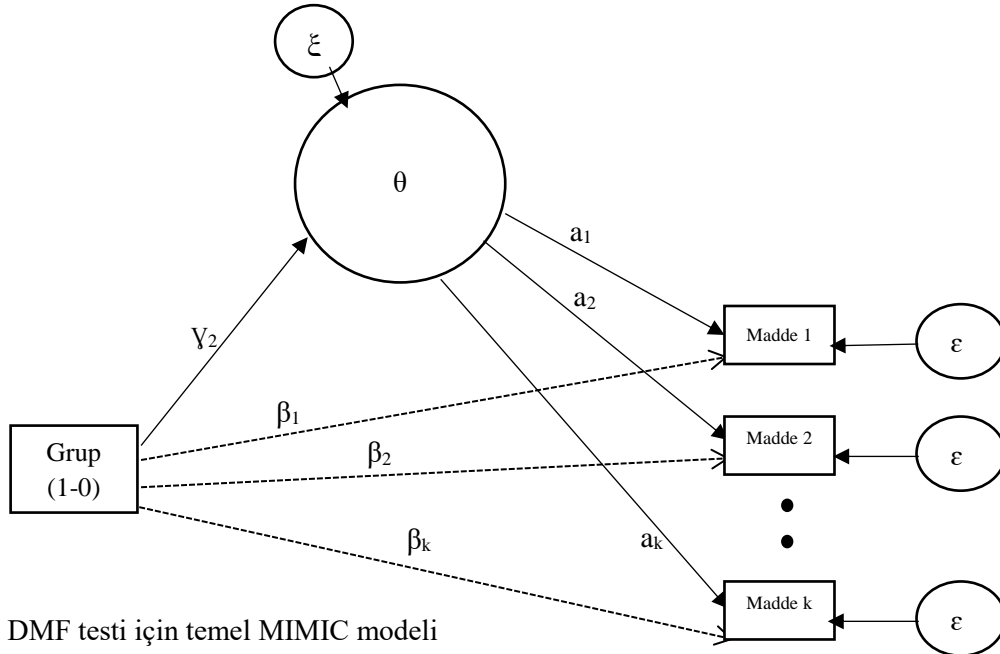 ξ
θ
a₁
a₂
Ɣ₂
Madde 1
ε
β₁
Madde 2
ε
Grup
(1-0)
β₂
βₖ
aₖ
Madde k
ε
DMF testi için temel MIMIC modeli